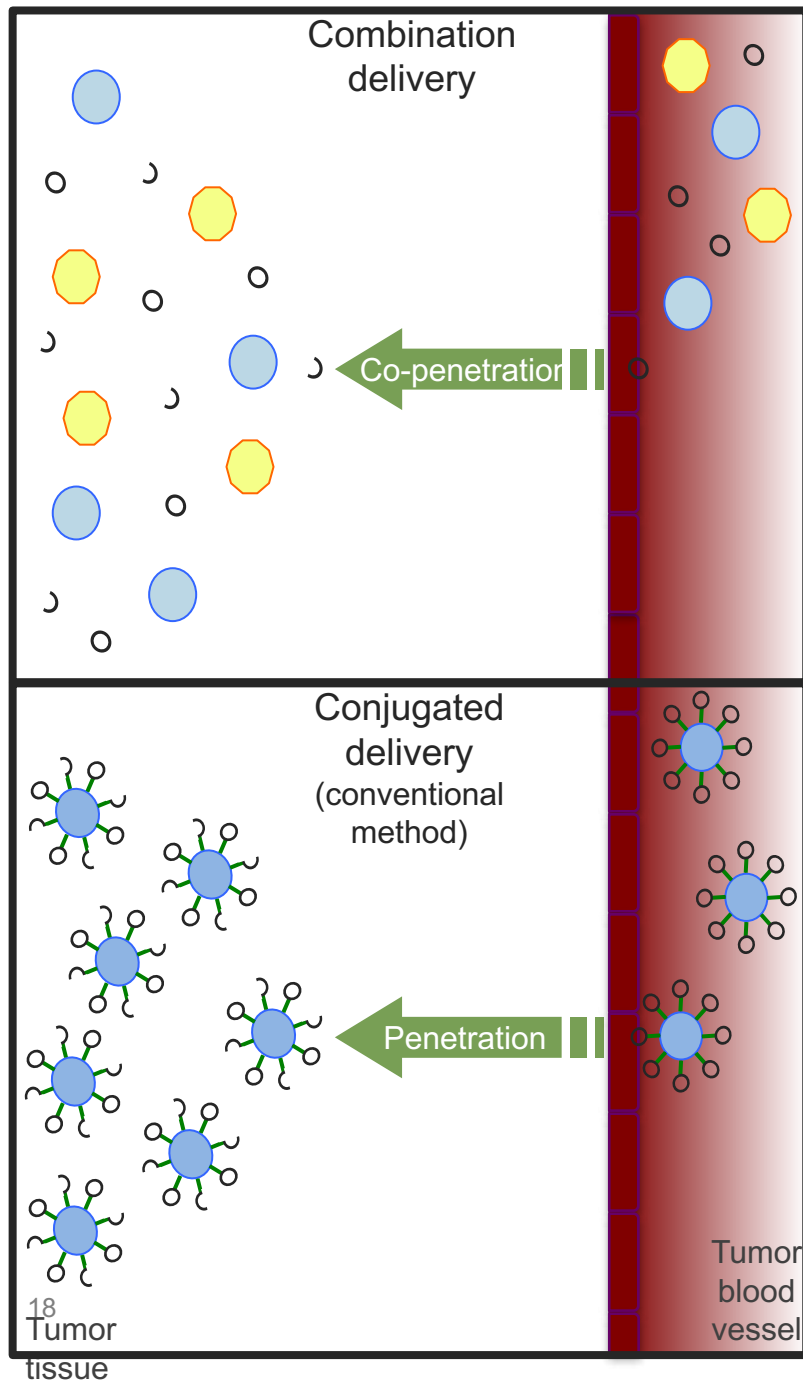 Combination
delivery
Co-penetration
Conjugated
delivery
(conventional
method)
Penetration
Tumor
blood
vessel
18
Tumor
tissue